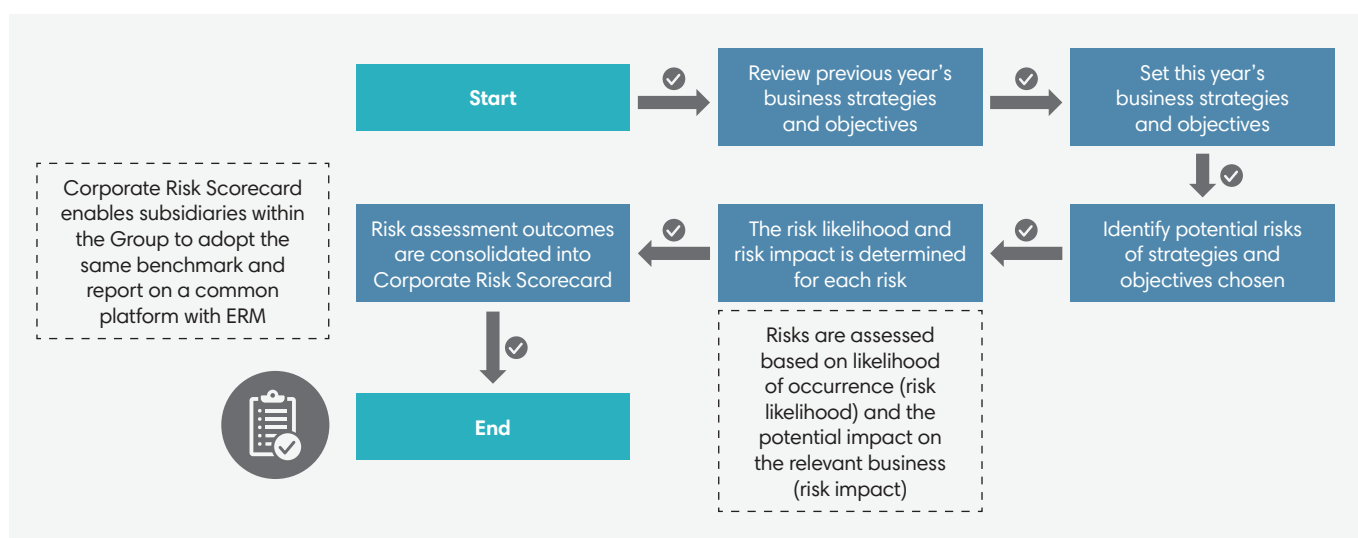 Start
Review previous year’s
business strategies
and objectives
Set this year’s
business strategies
and objectives
Identify potential risks
of strategies and
objectives chosen
The risk likelihood and
risk impact is determined
for each risk
Risks are assessed
based on likelihood
of occurrence (risk
likelihood) and the
potential impact on
the relevant business
(risk impact)
Risk assessment outcomes
are consolidated into
Corporate Risk Scorecard
Corporate Risk Scorecard
enables subsidiaries within
the Group to adopt the
same benchmark and
report on a common
platform with ERM
End